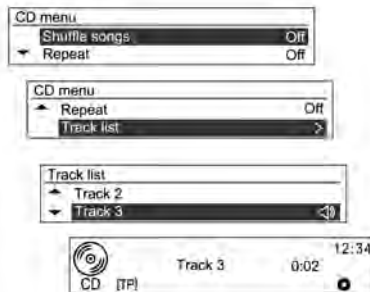 CD menu
Shuffle songs Off
Repeat Off
CD menu
Repeat Off
Track list >
Track list
Track 2
Track 3
12:34
Track 3 0:02
CD [TP]